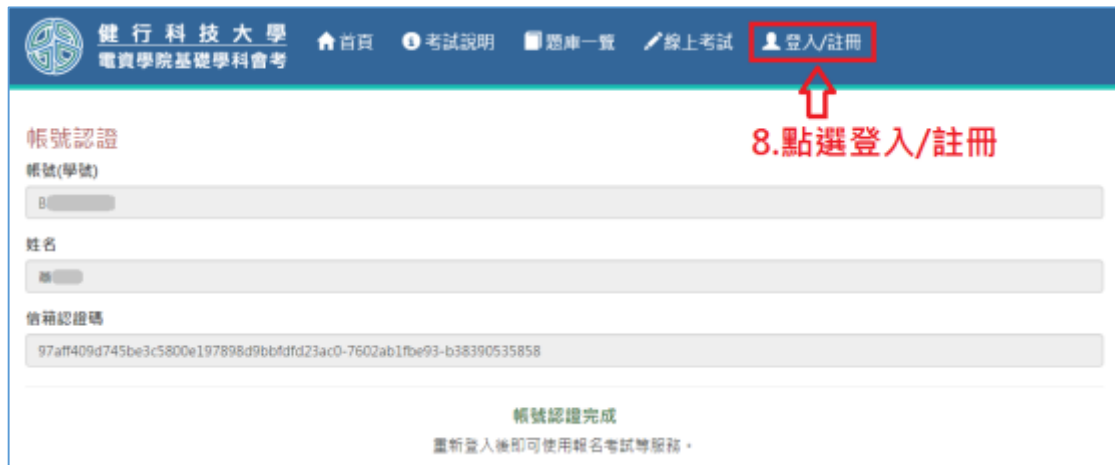 健行科技大學
電資學院基礎學科會考
首頁 考試說明 題庫一覽 線上考試 登入/註冊
8.點選登入/註冊
帳號認證
帳號(學號)
B
姓名
信箱認證碼
97aff409d745be3c5800e197898d9bbfdfd23ac0-7602ab1fbe93-b38390535858
帳號認證完成
重新登入後即可使用報名考試等服務。